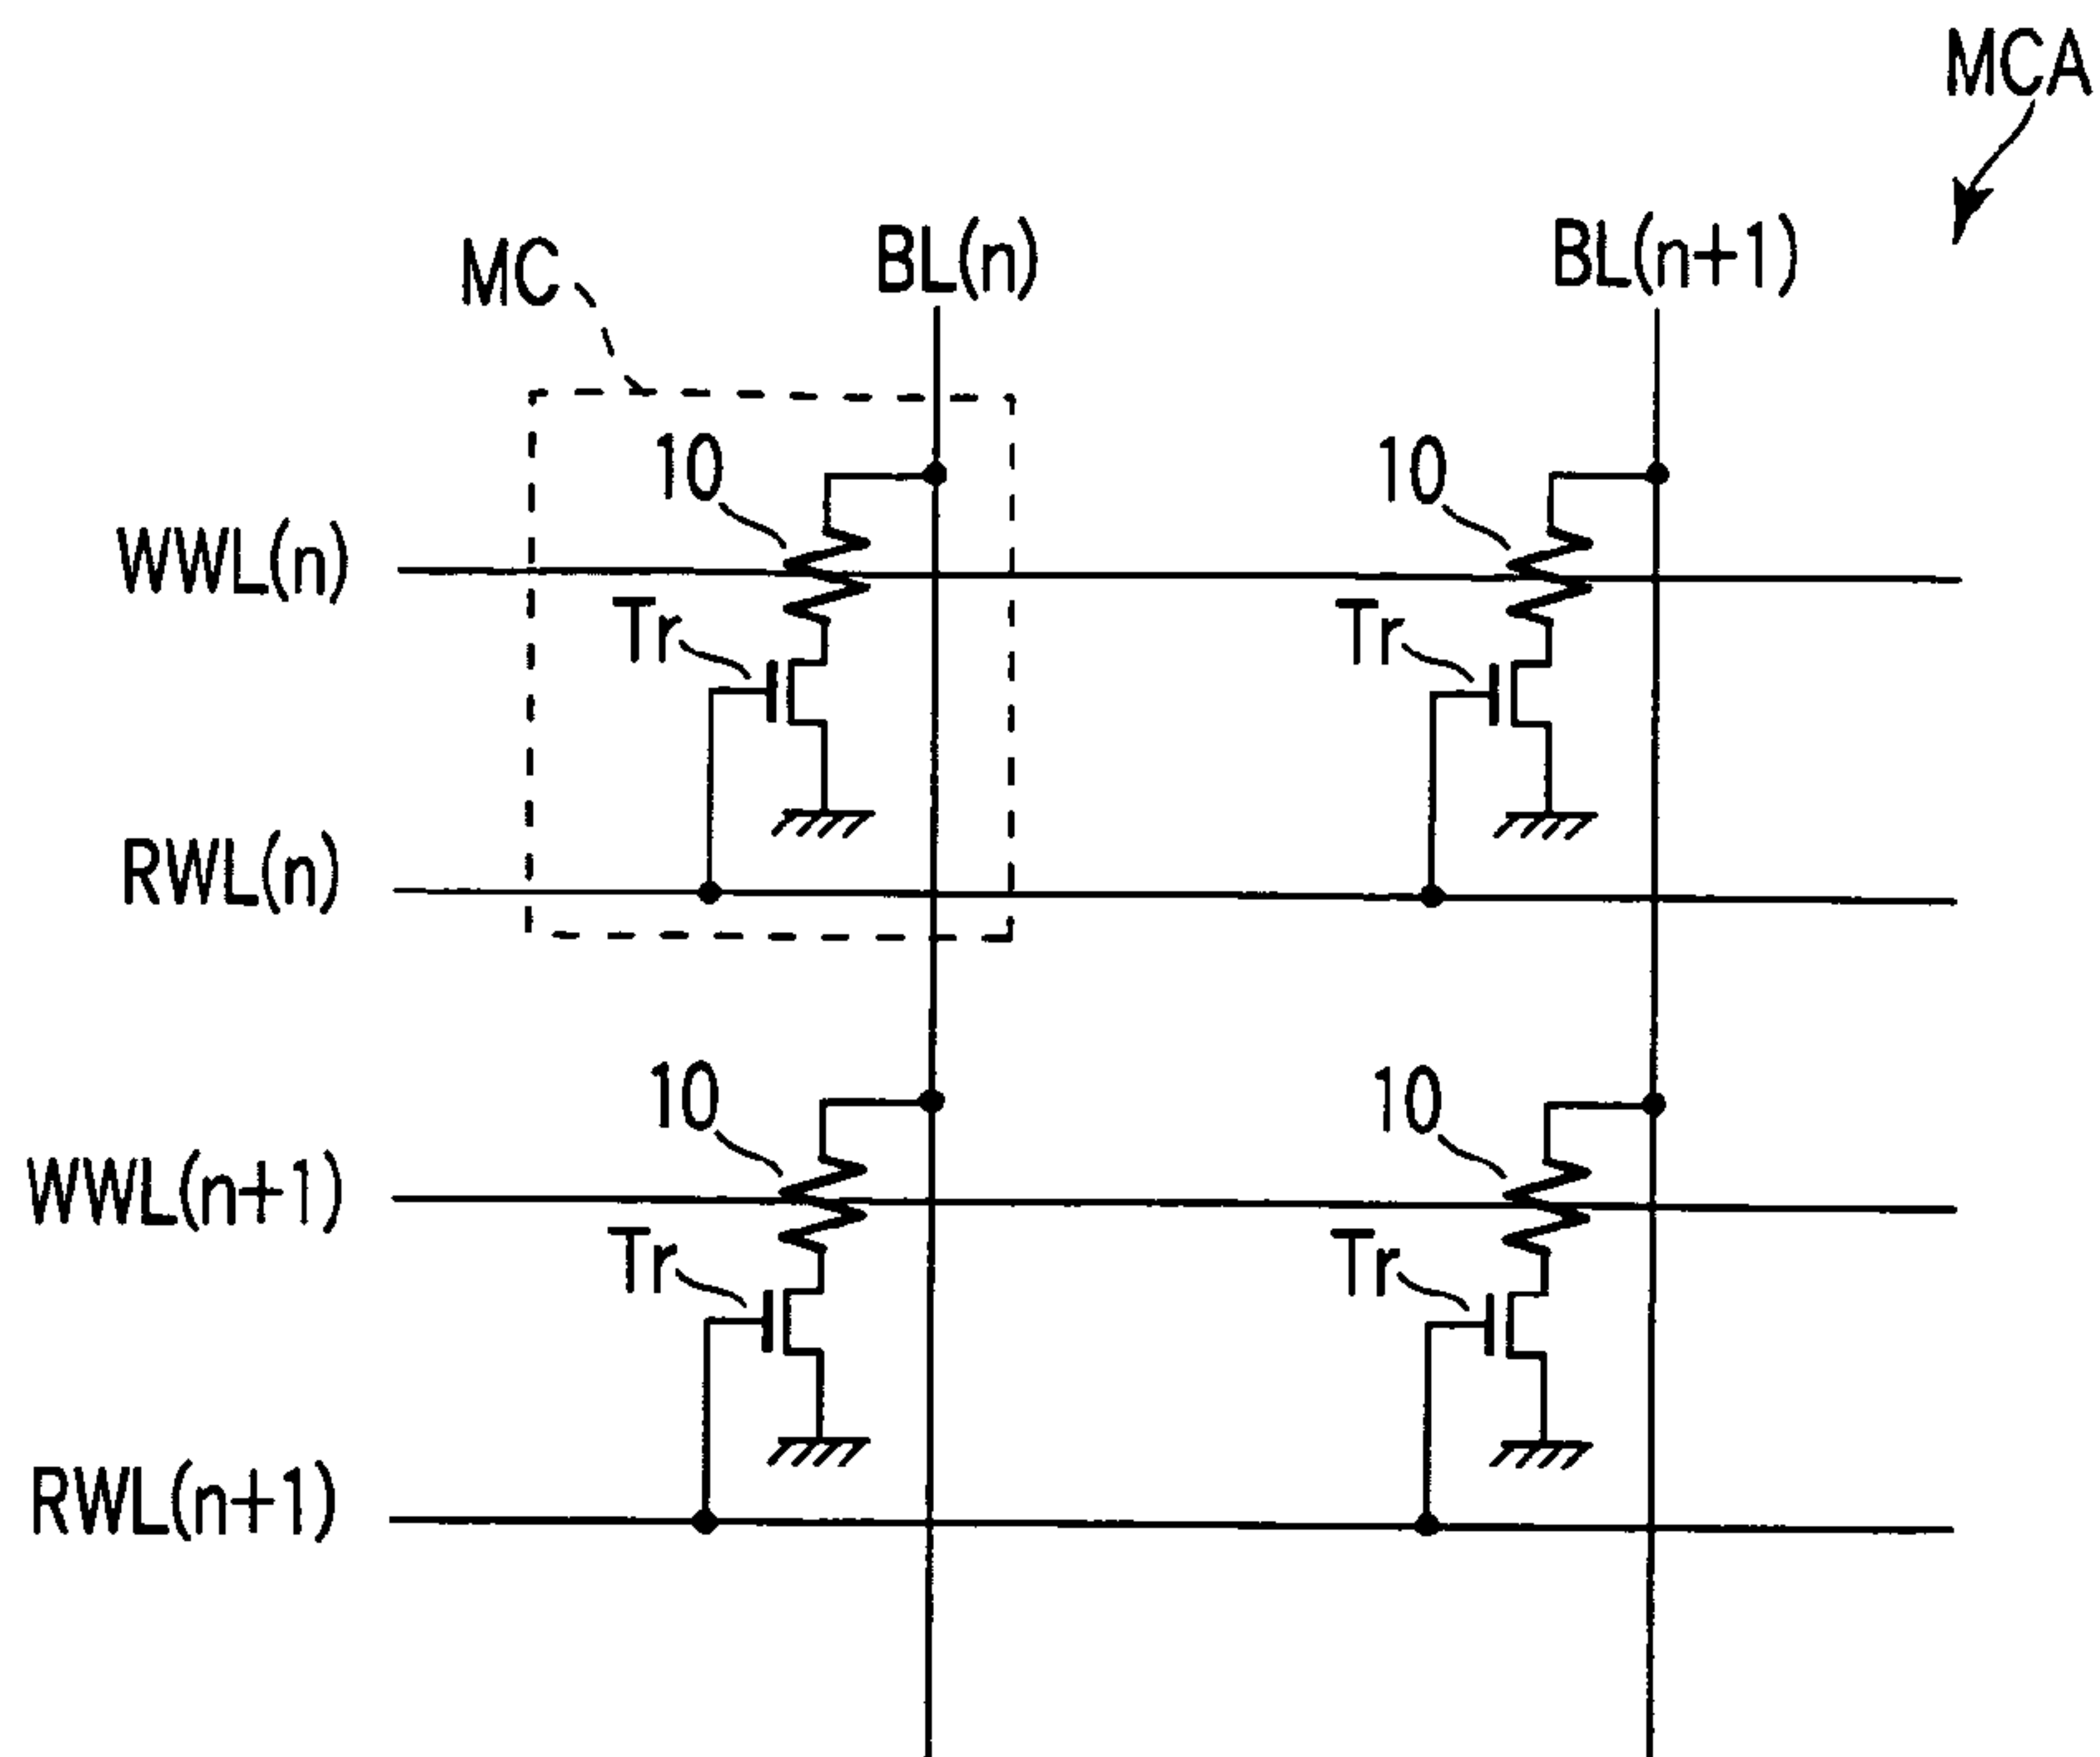 MCA
MC
BL(n)
BL(n+1)
10
10
WWL(n)
Tr
Tr
RWL(n)
10
10
WWL(n+1)
Tr
Tr
RWL(n+1)